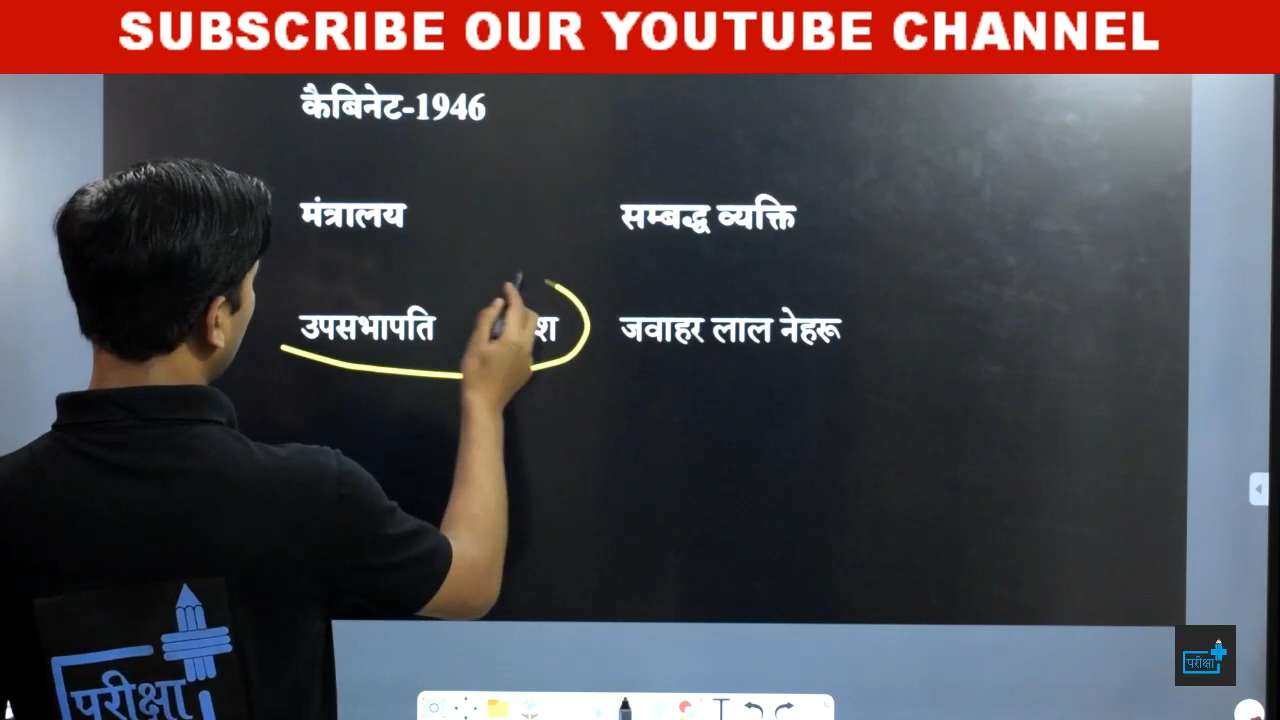 SUBSCRIBE OUR YOUTUBE CHANNEL
कैबिनेट-1946
मंत्रालय सम्बद्ध व्यक्ति
उपसभापति जवाहर लाल नेहरू
परीक्षा
परीक्षा